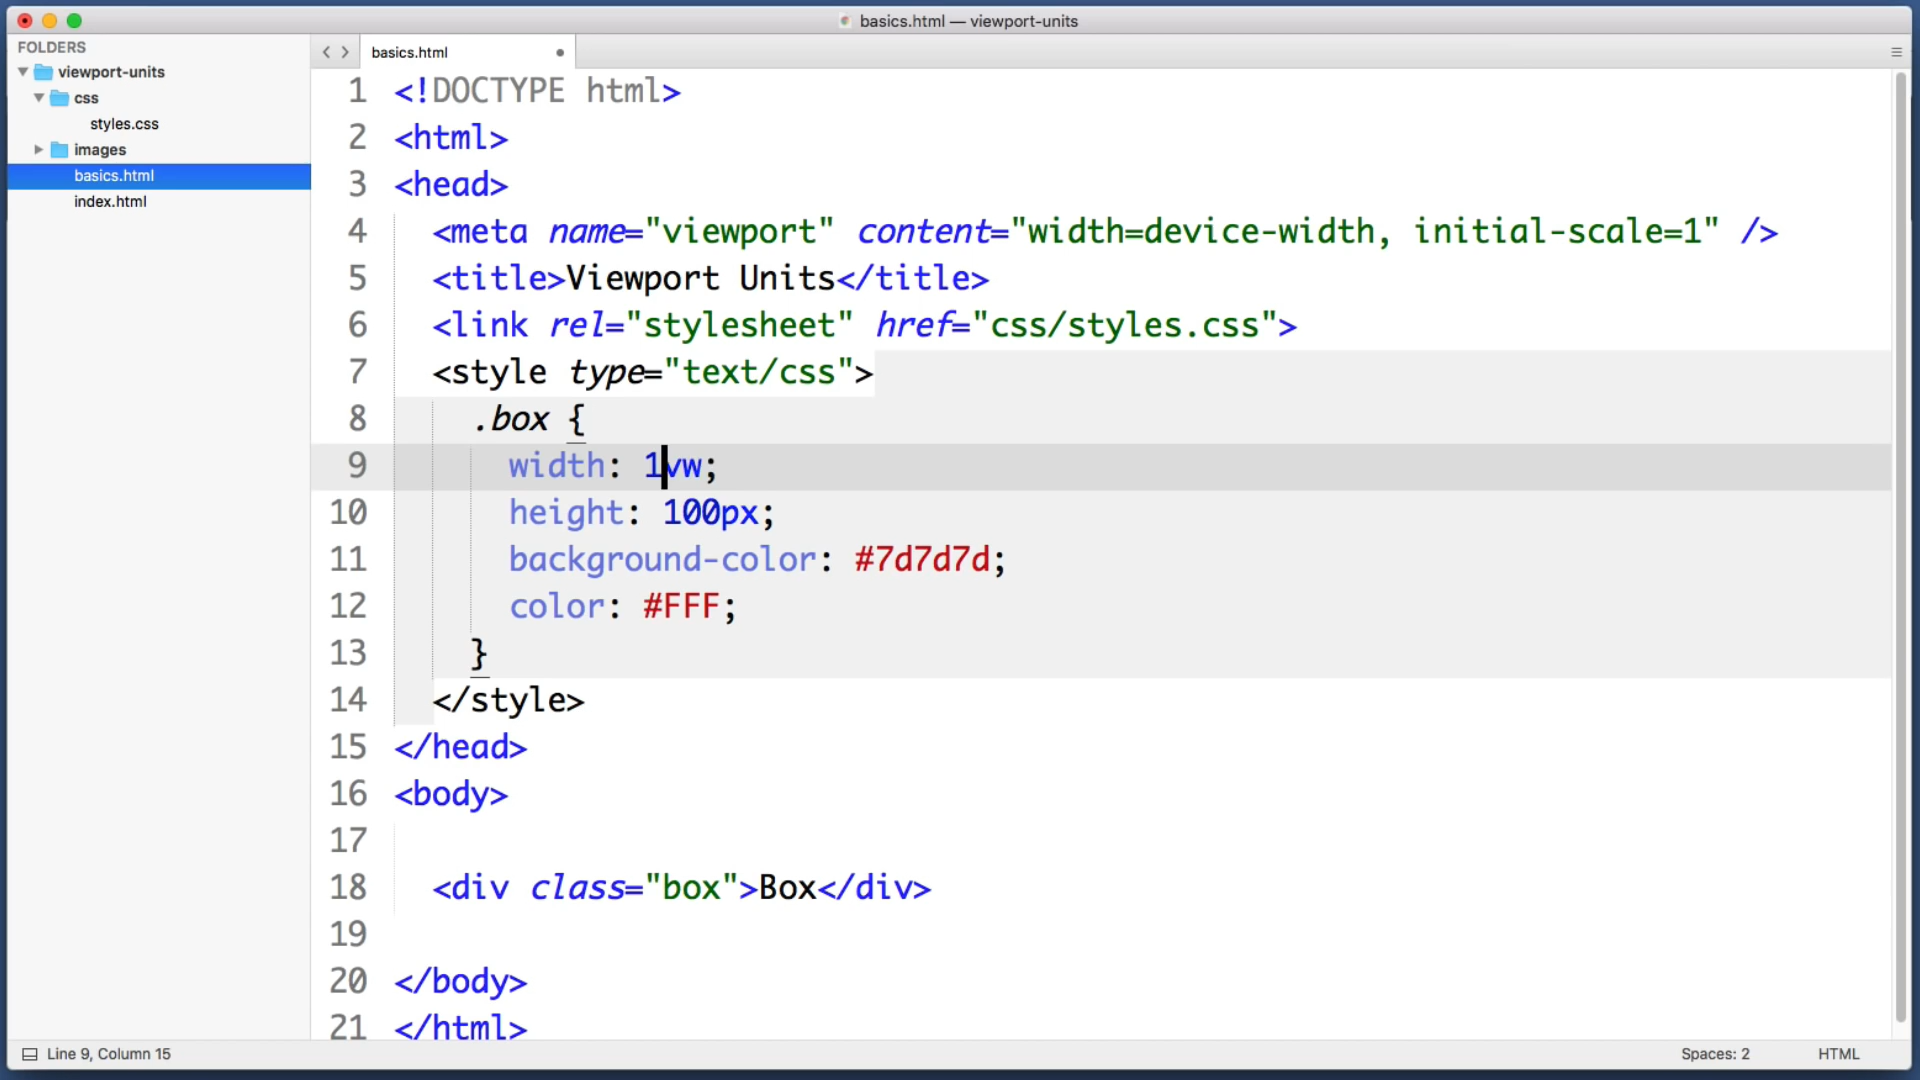 basics.html — viewport-units
FOLDERS
viewport-units
css
styles.css
images
basics.html
index.html
basics.html
1 <!DOCTYPE html>
2 <html>
3 <head>
4 <meta name="viewport" content="width=device-width, initial-scale=1" />
5 <title>Viewport Units</title>
6 <link rel="stylesheet" href="css/styles.css">
7 <style type="text/css">
8 .box {
9 width: 1vw;
10 height: 100px;
11 background-color: #7d7d7d;
12 color: #FFF;
13 }
14 </style>
15 </head>
16 <body>
17
18 <div class="box">Box</div>
19
20 </body>
21 </html>
Line 9, Column 15
Spaces: 2
HTML